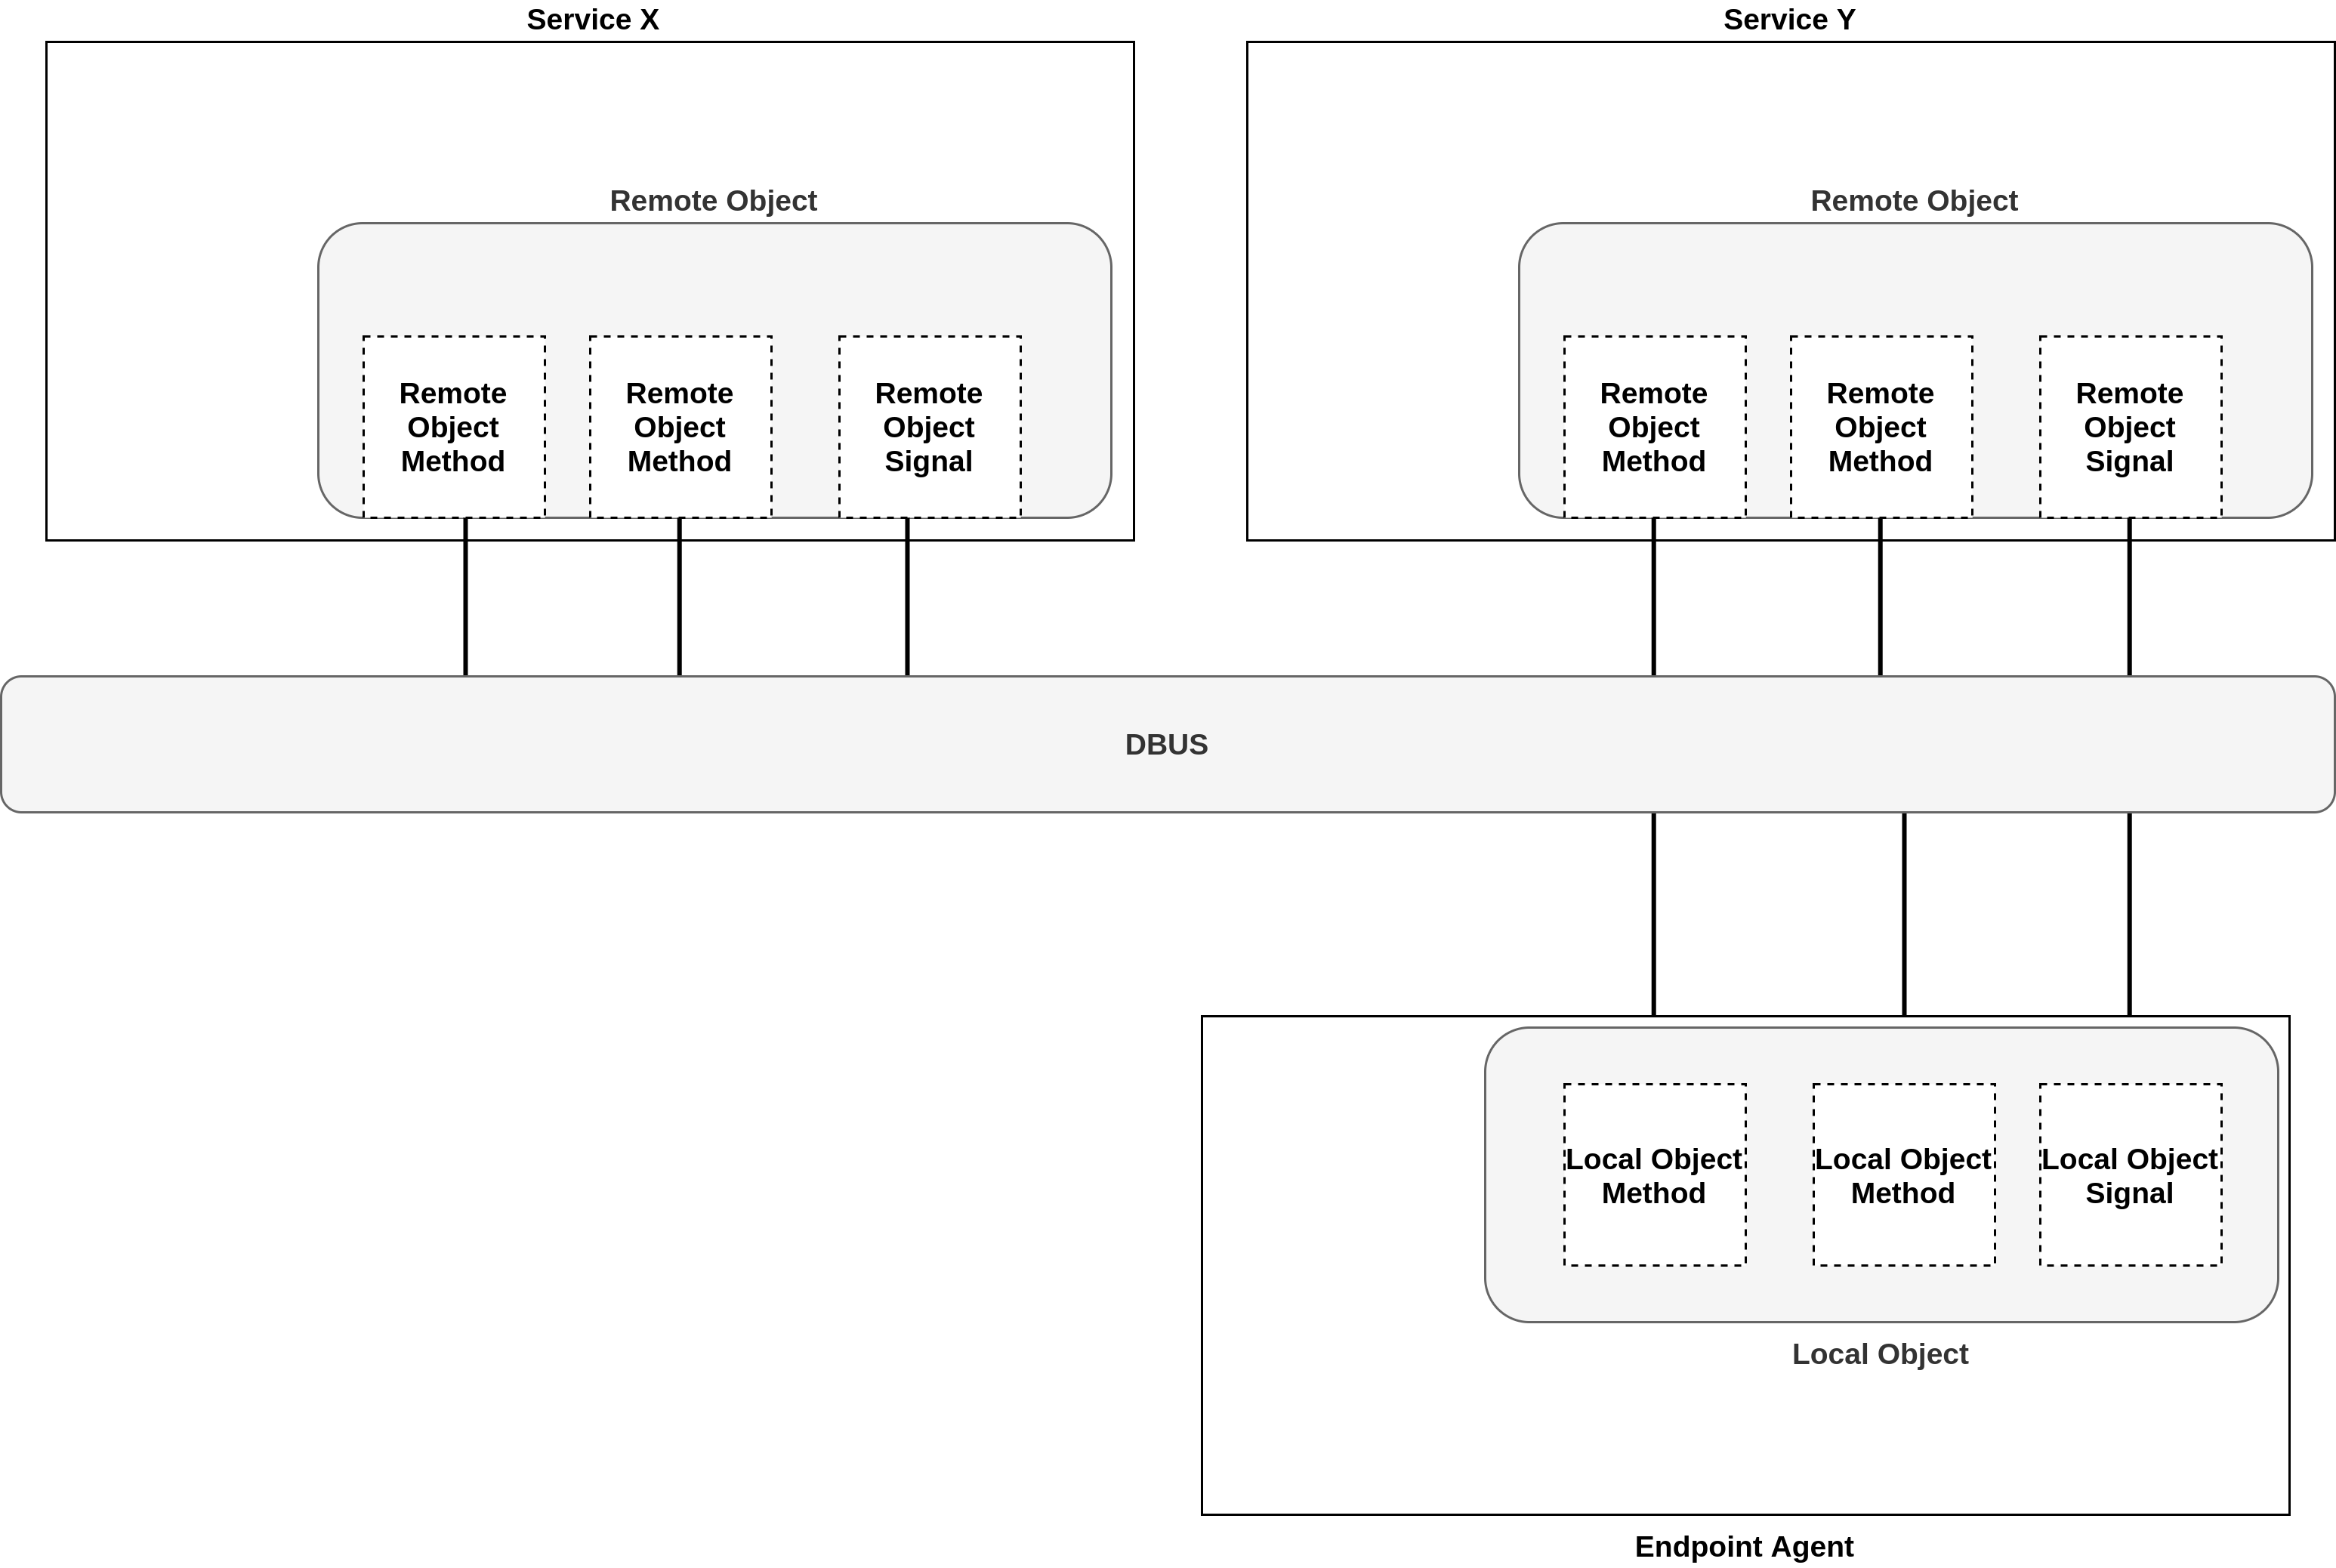 Service X
Service Y
Remote Object
Remote Object
Remote
Object
Method
Remote
Object
Method
Remote
Object
Signal
Remote
Object
Method
Remote
Object
Method
Remote
Object
Signal
DBUS
Local Object
Method
Local Object
Method
Local Object
Signal
Local Object
Endpoint Agent